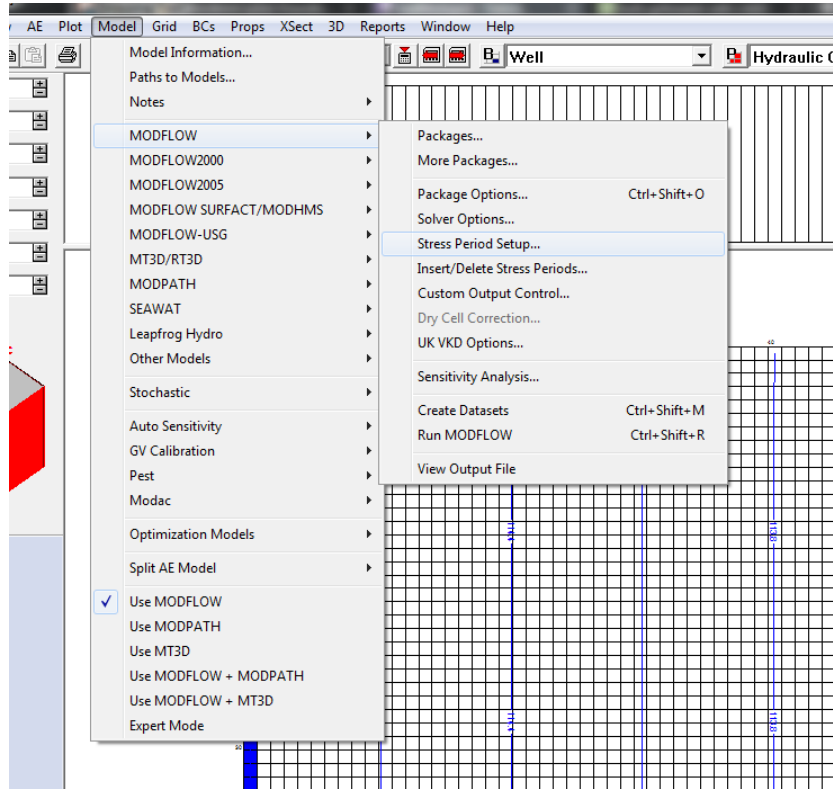 AE Plot Model Grid BCs Props XSect 3D Reports Window Help
Well
Hydraulic
Model Information...
Paths to Models...
Notes
MODFLOW
MODFLOW2000
MODFLOW2005
MODFLOW SURFACT/MODHMS
MODFLOW-USG
MT3D/RT3D
MODPATH
SEAWAT
Leapfrog Hydro
Other Models
Stochastic
Auto Sensitivity
GV Calibration
Pest
Modac
Optimization Models
Split AE Model
Use MODFLOW
Use MODPATH
Use MT3D
Use MODFLOW + MODPATH
Use MODFLOW + MT3D
Expert Mode
Packages...
More Packages...
Package Options... Ctrl+Shift+O
Solver Options...
Stress Period Setup...
Insert/Delete Stress Periods...
Custom Output Control...
Dry Cell Correction...
UK VKD Options...
Sensitivity Analysis...
Create Datasets Ctrl+Shift+M
Run MODFLOW Ctrl+Shift+R
View Output File
113.8
113.8